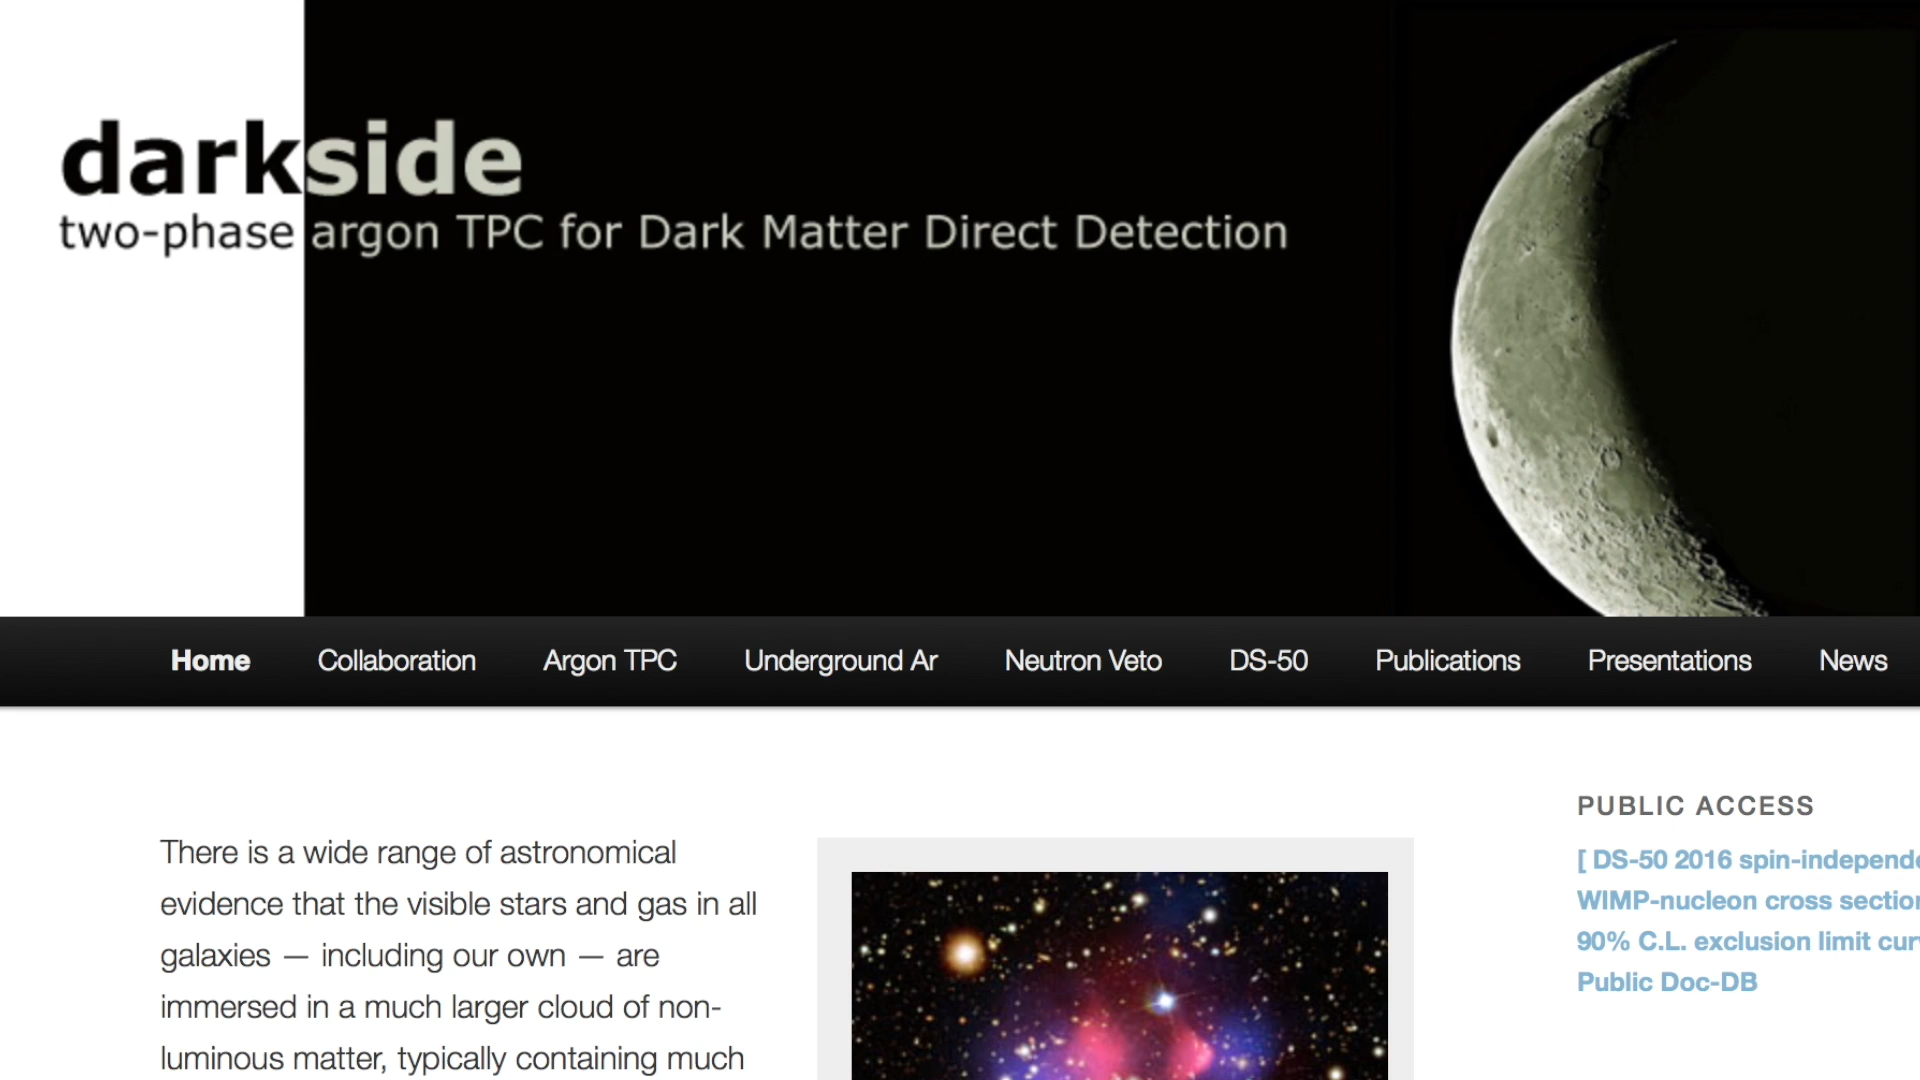 darkside
two-phase argon TPC for Dark Matter Direct Detection
Home Collaboration Argon TPC Underground Ar Neutron Veto DS-50 Publications Presentations News
There is a wide range of astronomical
evidence that the visible stars and gas in all
galaxies — including our own — are
immersed in a much larger cloud of non-
luminous matter, typically containing much
PUBLIC ACCESS
[ DS-50 2016 spin-independe
WIMP-nucleon cross section
90% C.L. exclusion limit cur
Public Doc-DB